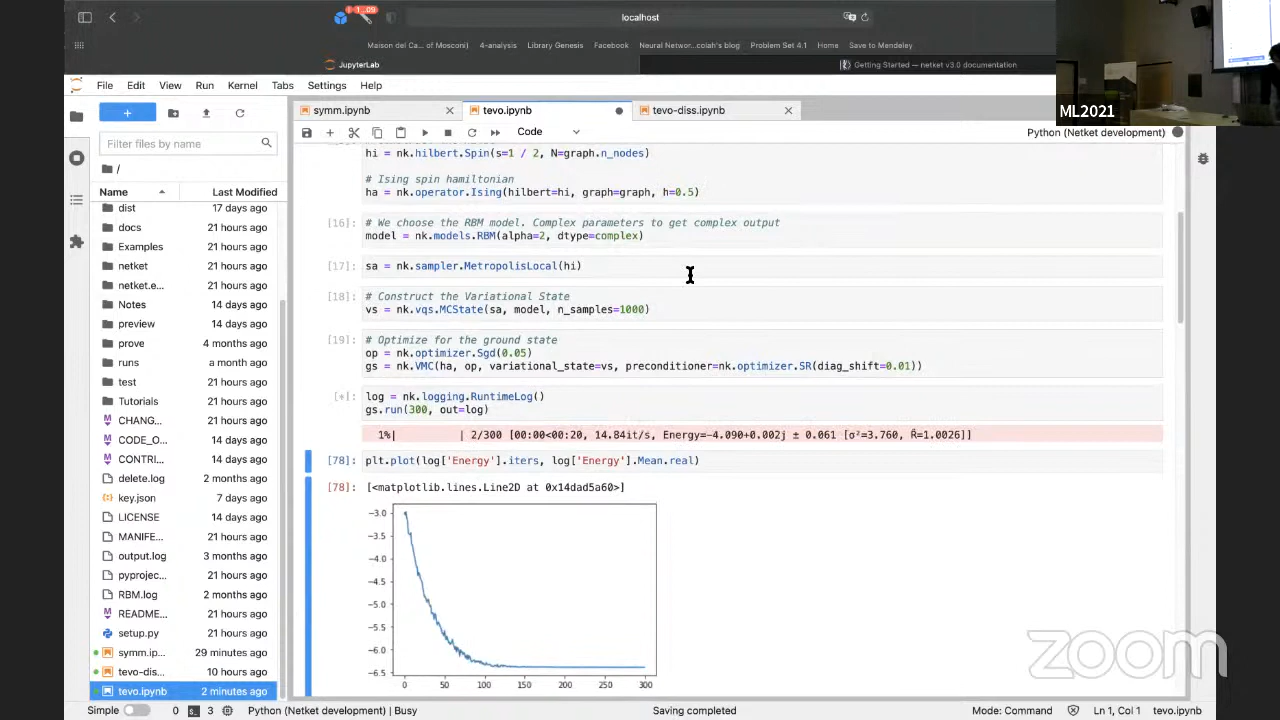 localhost
Maison del Ca... of Mosconi)
4-analysis
Library Genesis
Facebook
Neural Networ...colah's blog
Problem Set 4.1
Home
Save to Mendeley
JupyterLab
Getting Started — netket v3.0 documentation
ML2021
File Edit View Run Kernel Tabs Settings Help
symm.ipynb
tevo.ipynb
tevo-diss.ipynb
Code
Python (Netket development)
Filter files by name
/
Name Last Modified
dist 17 days ago
docs 21 hours ago
Examples 21 hours ago
netket 21 hours ago
netket.e... 21 hours ago
Notes 14 days ago
preview 14 days ago
prove 4 months ago
runs a month ago
test 21 hours ago
Tutorials 21 hours ago
CHANG... 21 hours ago
CODE_O... 14 days ago
CONTRI... 14 days ago
delete.log 2 months ago
key.json 7 days ago
LICENSE 14 days ago
MANIFE... 21 hours ago
output.log 3 months ago
pyprojec... 21 hours ago
RBM.log 2 months ago
README... 21 hours ago
setup.py 21 hours ago
symm.ip... 29 minutes ago
tevo-dis... 10 hours ago
tevo.ipynb 2 minutes ago
hi = nk.hilbert.Spin(s=1 / 2, N=graph.n_nodes)
# Ising spin hamiltonian
ha = nk.operator.Ising(hilbert=hi, graph=graph, h=0.5)
[16]: # We choose the RBM model. Complex parameters to get complex output
model = nk.models.RBM(alpha=2, dtype=complex)
[17]: sa = nk.sampler.MetropolisLocal(hi)
[18]: # Construct the Variational State
vs = nk.vqs.MCState(sa, model, n_samples=1000)
[19]: # Optimize for the ground state
op = nk.optimizer.Sgd(0.05)
gs = nk.VMC(ha, op, variational_state=vs, preconditioner=nk.optimizer.SR(diag_shift=0.01))
[*]: log = nk.logging.RuntimeLog()
gs.run(300, out=log)
1%| | 2/300 [00:00<00:20, 14.84it/s, Energy=-4.090+0.002j ± 0.061 [σ²=3.760, R̂=1.0026]]
[78]: plt.plot(log['Energy'].iters, log['Energy'].Mean.real)
[78]: [<matplotlib.lines.Line2D at 0x14dad5a60>]
−3.0
−3.5
−4.0
−4.5
−5.0
−5.5
−6.0
−6.5
0 50 100 150 200 250 300
zoom
Simple 0 3 Python (Netket development) | Busy Saving completed Mode: Command Ln 1, Col 1 tevo.ipynb